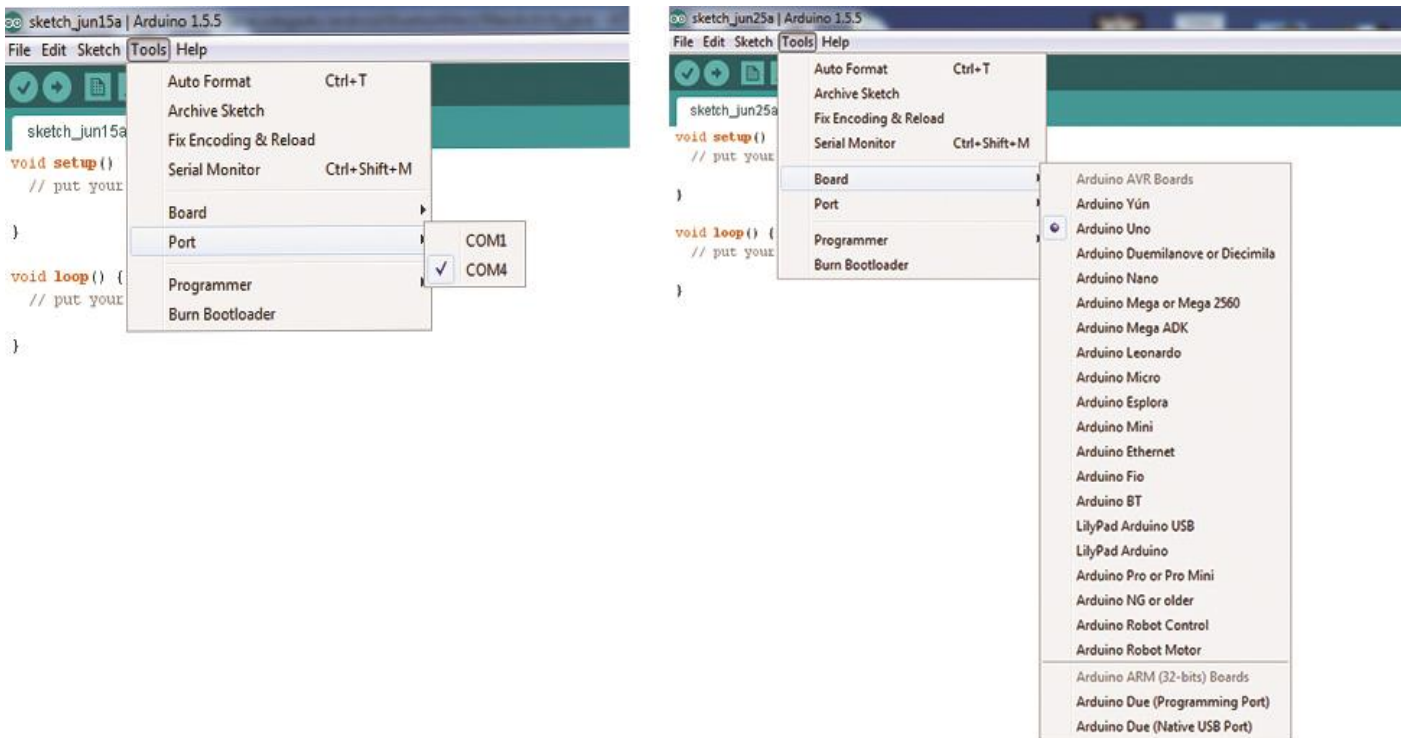 sketch_jun15a | Arduino 1.5.5
File Edit Sketch Tools Help
Auto Format Ctrl+T
Archive Sketch
sketch_jun15a
Fix Encoding & Reload
void setup()
Serial Monitor Ctrl+Shift+M
// put your
Board
}
Port
COM1
COM4
void loop() {
Programmer
// put your
Burn Bootloader
}
sketch_jun25a | Arduino 1.5.5
File Edit Sketch Tools Help
Auto Format Ctrl+T
Archive Sketch
sketch_jun25a
Fix Encoding & Reload
void setup()
Serial Monitor Ctrl+Shift+M
// put your
Board
}
Port
void loop() {
Programmer
// put your
Burn Bootloader
}
Arduino AVR Boards
Arduino Yún
Arduino Uno
Arduino Duemilanove or Diecimila
Arduino Nano
Arduino Mega or Mega 2560
Arduino Mega ADK
Arduino Leonardo
Arduino Micro
Arduino Esplora
Arduino Mini
Arduino Ethernet
Arduino Fio
Arduino BT
LilyPad Arduino USB
LilyPad Arduino
Arduino Pro or Pro Mini
Arduino NG or older
Arduino Robot Control
Arduino Robot Motor
Arduino ARM (32-bits) Boards
Arduino Due (Programming Port)
Arduino Due (Native USB Port)